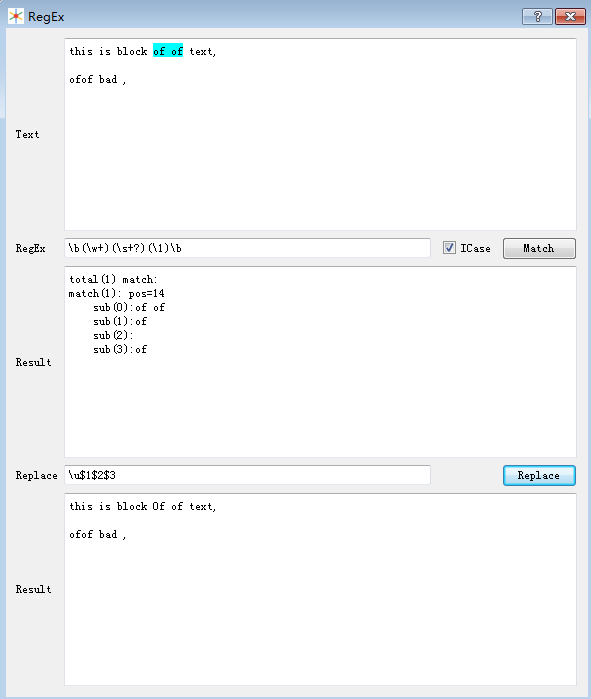 RegEx
this is block of of text,
ofof bad ,
Text
RegEx
\b(\w+)(\s+?)(\1)\b
ICase
Match
total(1) match:
match(1): pos=14
sub(0):of of
sub(1):of
sub(2):
sub(3):of
Result
Replace
\u$1$2$3
Replace
this is block Of of text,
ofof bad ,
Result